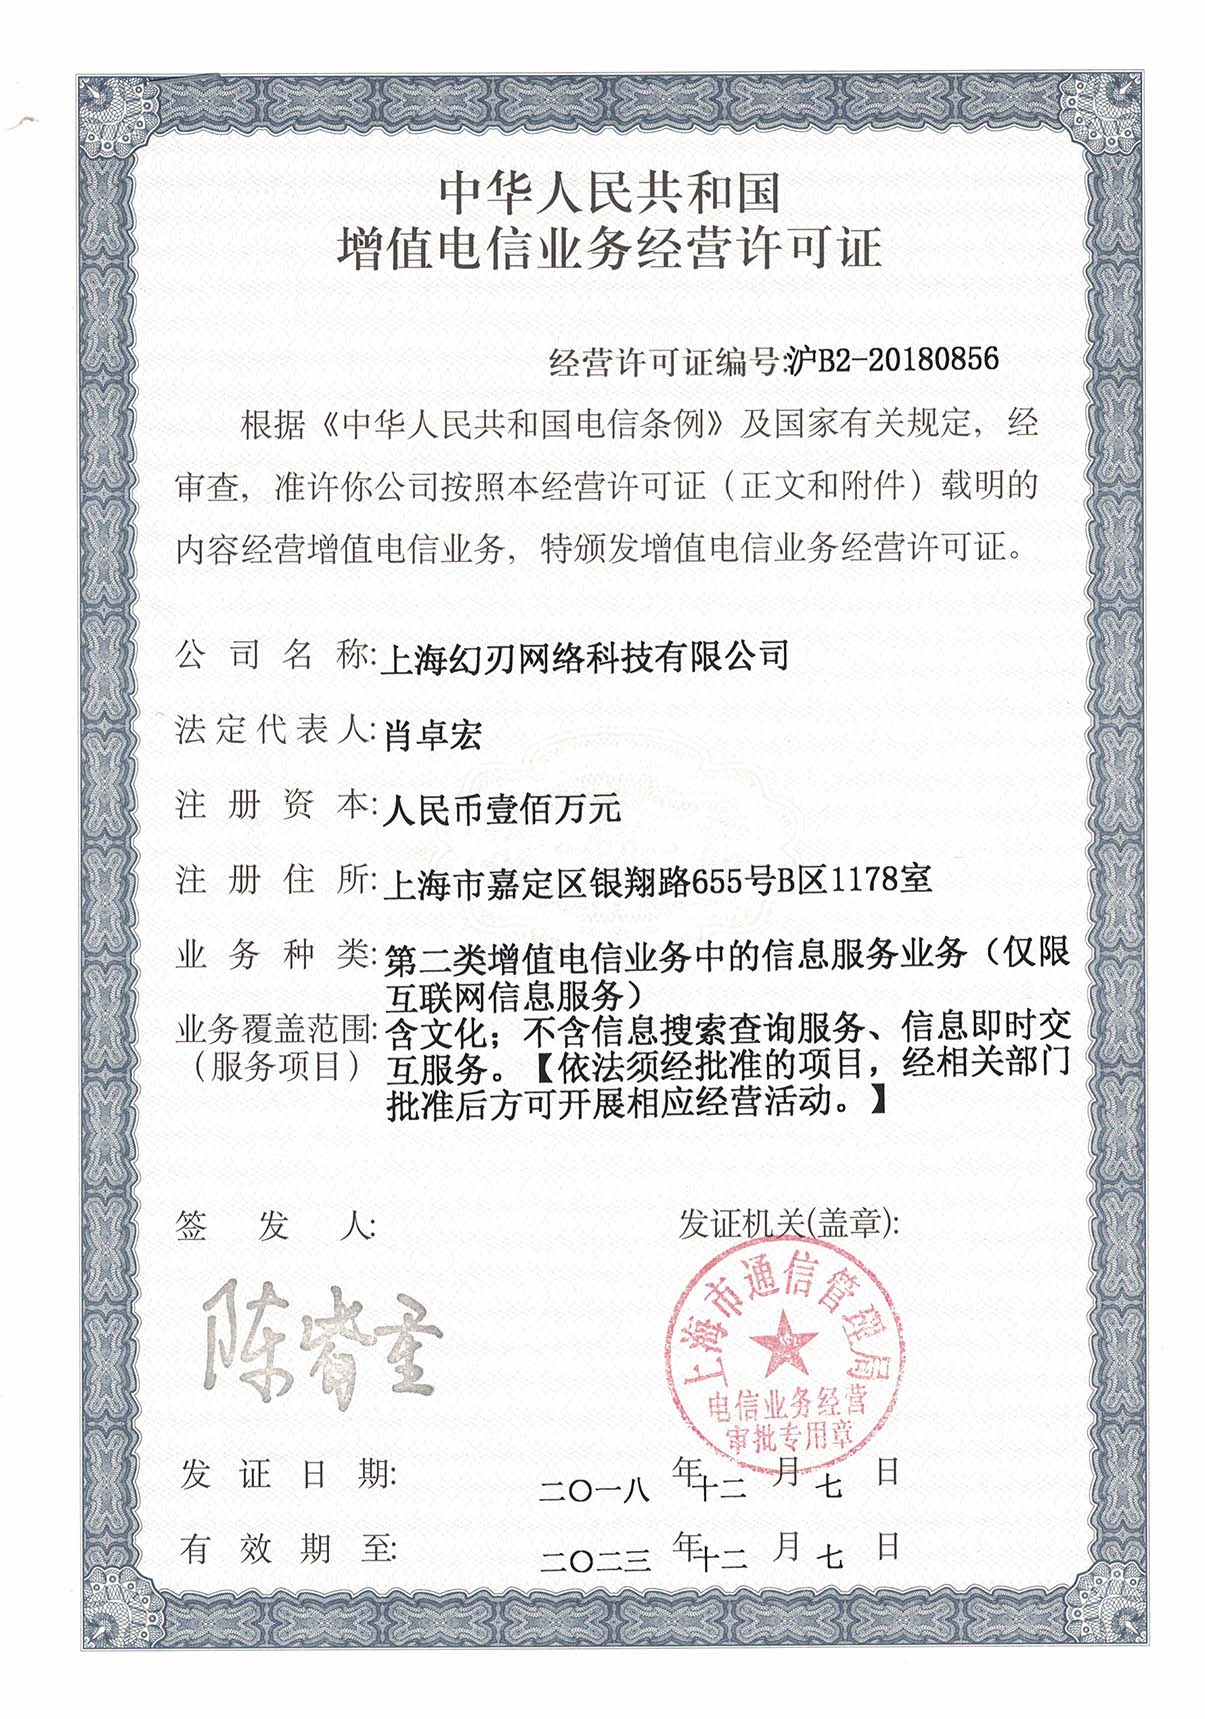 中华人民共和国
增值电信业务经营许可证
经营许可证编号:沪B2-20180856
根据《中华人民共和国电信条例》及国家有关规定，经
审查，准许你公司按照本经营许可证（正文和附件）载明的
内容经营增值电信业务，特颁发增值电信业务经营许可证。
公司名称:上海幻刃网络科技有限公司
法定代表人:肖卓宏
注册资本:人民币壹佰万元
注册住所:上海市嘉定区银翔路655号B区1178室
业务种类:第二类增值电信业务中的信息服务业务（仅限
互联网信息服务）
业务覆盖范围:含文化；不含信息搜索查询服务、信息即时交
（服务项目）互服务。【依法须经批准的项目，经相关部门
批准后方可开展相应经营活动。】
签发人: 发证机关(盖章):
上海市通信管理局
电信业务经营
审批专用章
发证日期: 二〇一八年十二月七日
有效期至: 二〇二三年十二月七日